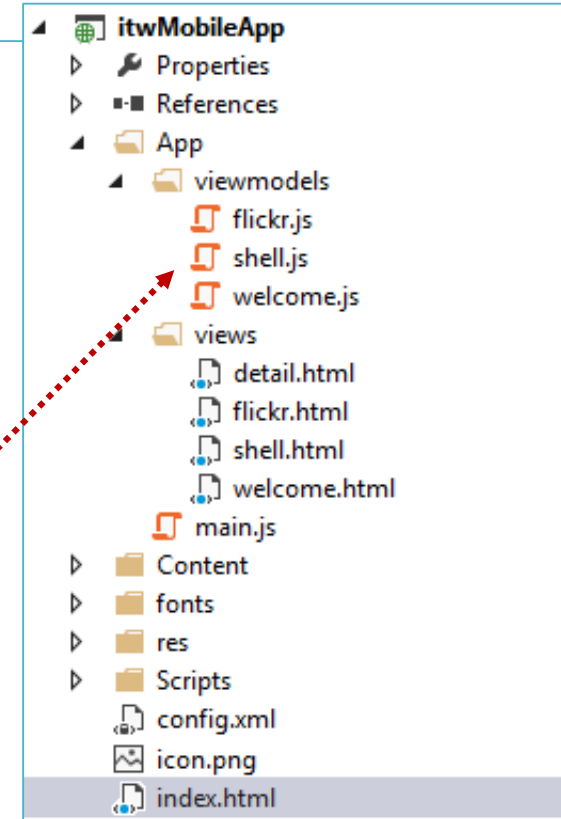 itwMobileApp
Properties
References
App
viewmodels
flickr.js
shell.js
welcome.js
views
detail.html
flickr.html
shell.html
welcome.html
main.js
Content
fonts
res
Scripts
config.xml
icon.png
index.html